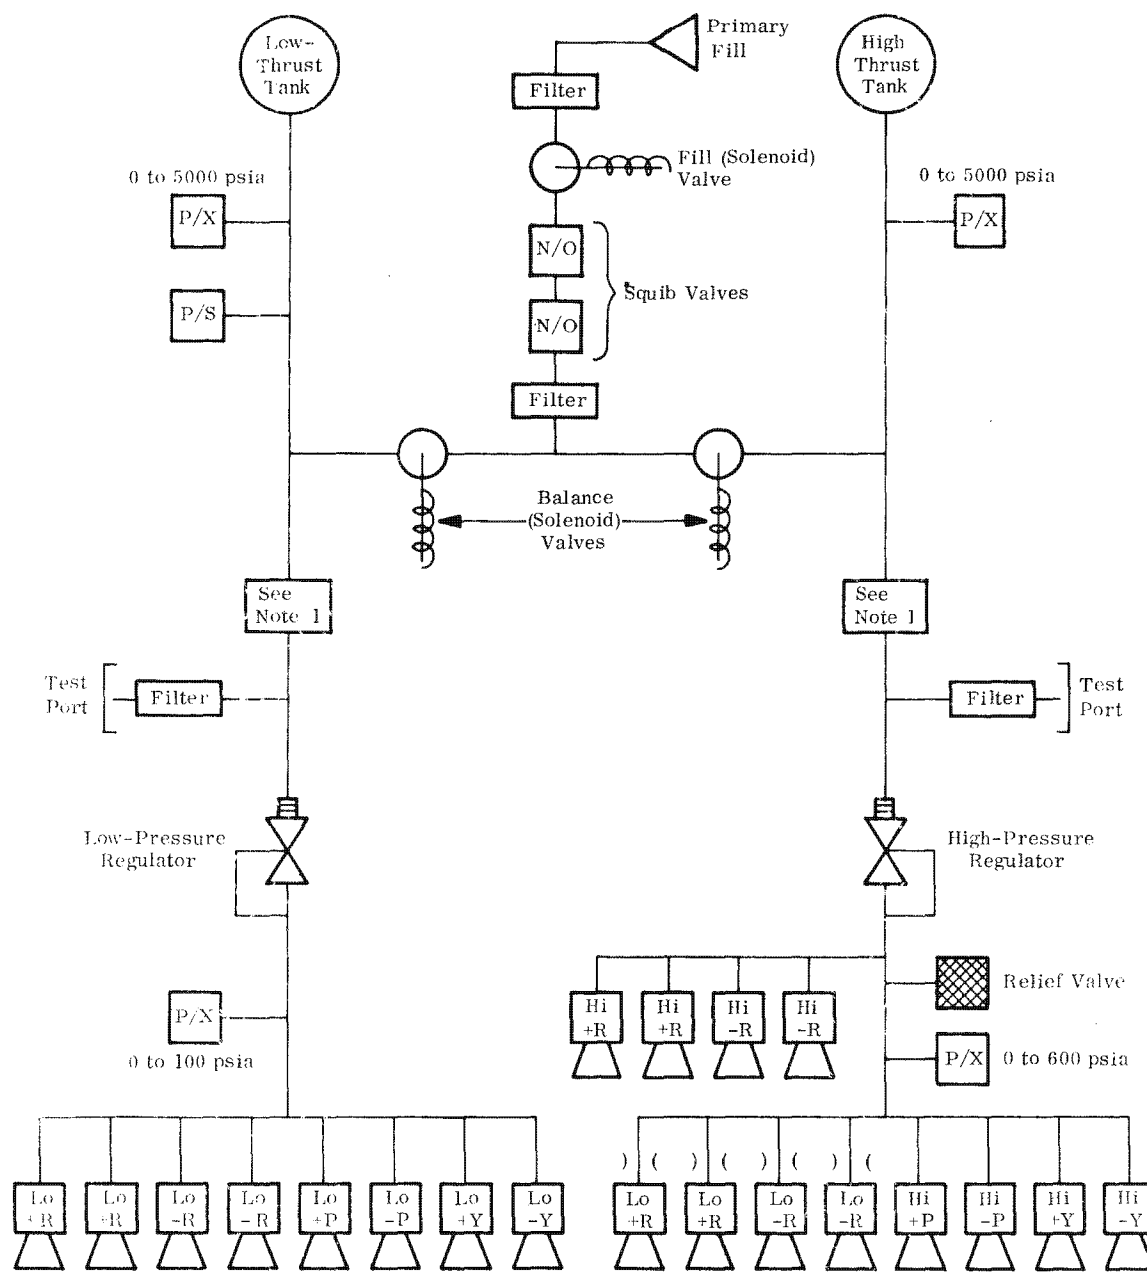 Low-
Thrust
Tank
Primary
Fill
High
Thrust
Tank
Filter
Fill (Solenoid)
Valve
0 to 5000 psia
P/X
0 to 5000 psia
P/X
N/O
Squib Valves
P/S
N/O
Filter
Balance
(Solenoid)
Valves
See
Note 1
See
Note 1
Test
Port
Filter
Filter
Test
Port
Low-Pressure
Regulator
High-Pressure
Regulator
P/X
0 to 100 psia
Hi
+R
Hi
+R
Hi
-R
Hi
-R
Relief Valve
P/X
0 to 600 psia
Lo
+R
Lo
+R
Lo
-R
Lo
-R
Lo
+P
Lo
-P
Lo
+Y
Lo
-Y
) ( ) ( ) ( ) (
Lo
+R
Lo
+R
Lo
-R
Lo
-R
Hi
+P
Hi
-P
Hi
+Y
Hi
-Y